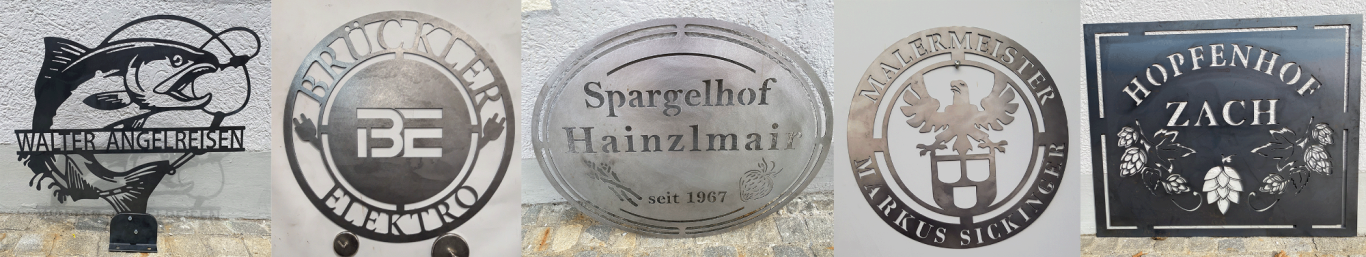 WALTER ANGELREISEN
BRÜCKLER
BE
ELEKTRO
Spargelhof
Hainzlmair
seit 1967
MALERMEISTER
MARKUS SICKINGER
HOPFENHOF
ZACH